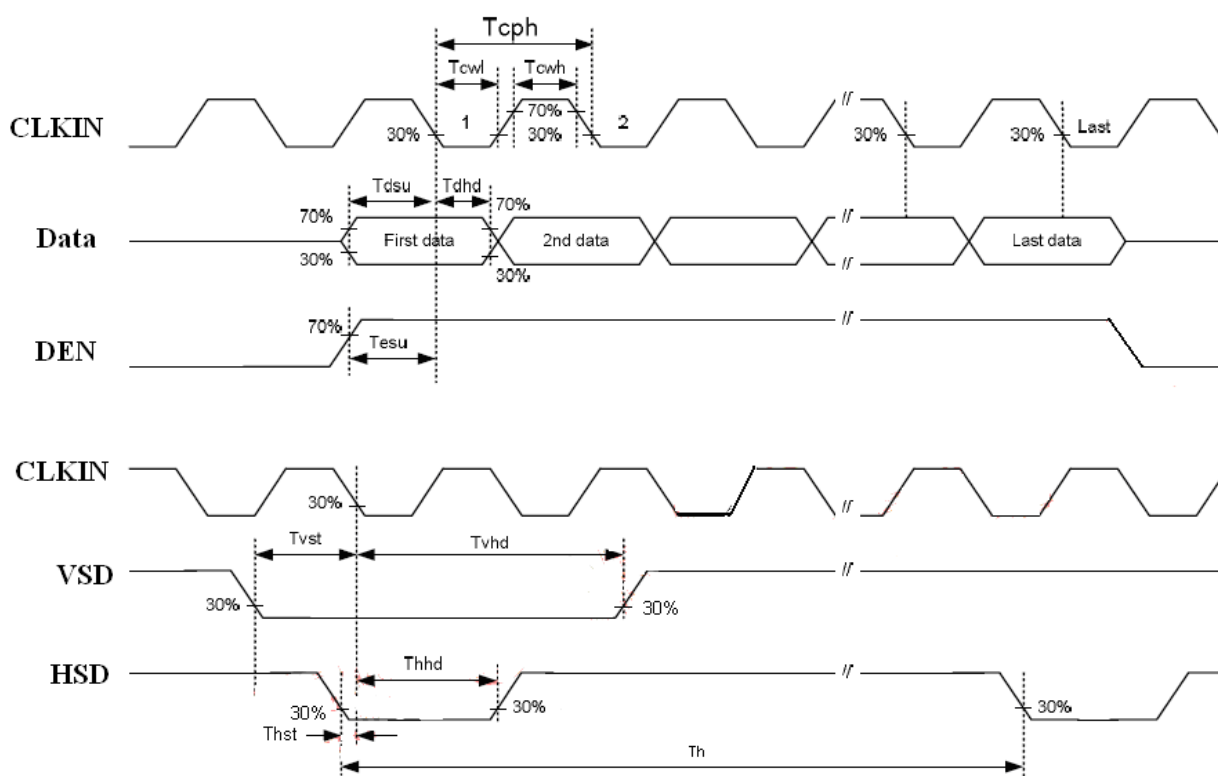 Tcph
Tcwl Tcwh
CLKIN 30% 1 70% 30% 2 30% 30% Last
Tdsu Tdhd
70% 70%
Data First data 2nd data Last data
30% 30%
70%
DEN Tesu
CLKIN
30%
Tvst Tvhd
VSD
30% 30%
HSD Thhd
30% 30% 30%
Thst
Th